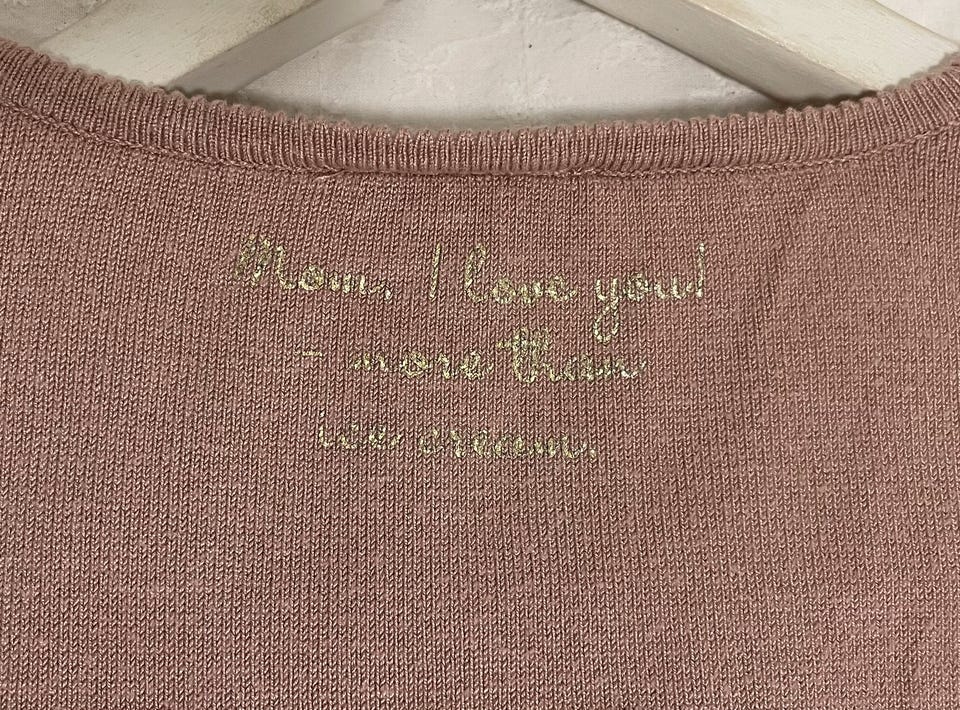 Mom, I love you!
- more than
ice cream.